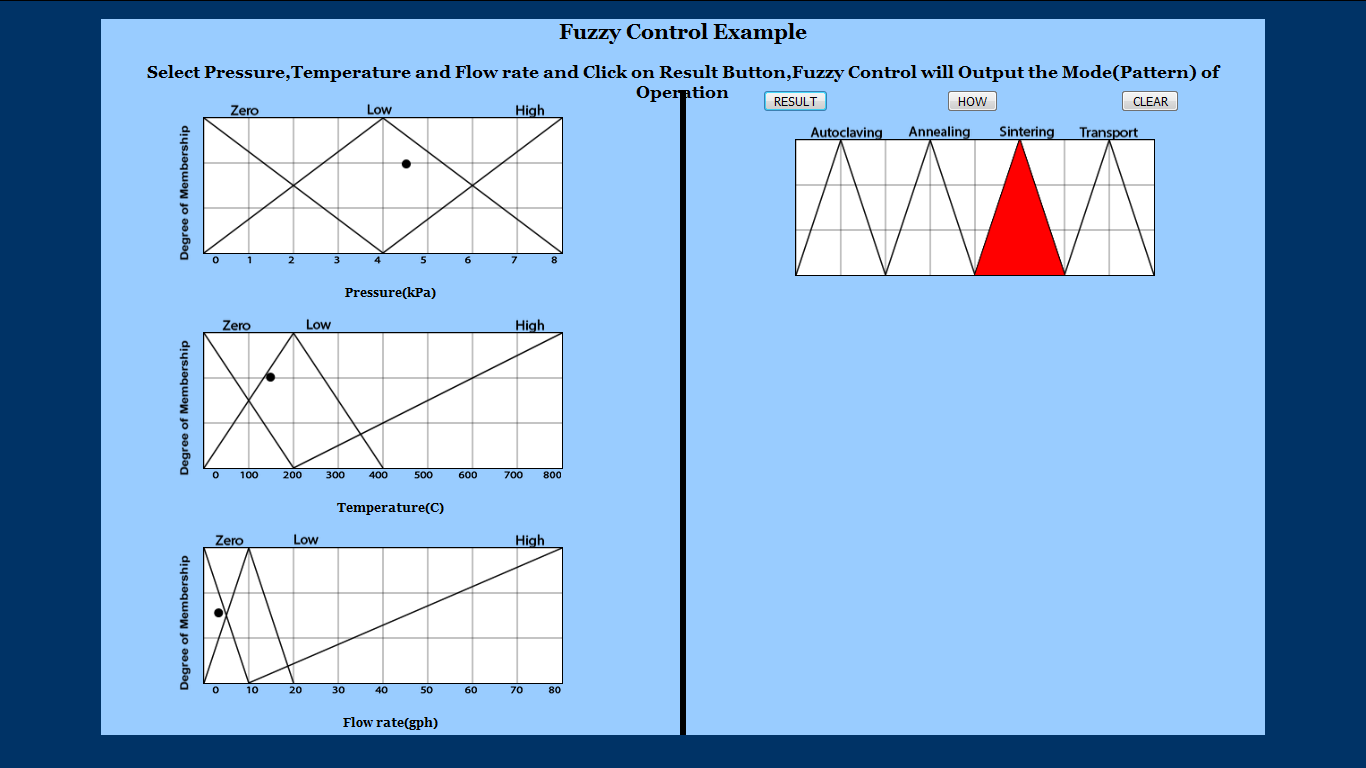 Fuzzy Control Example
Select Pressure,Temperature and Flow rate and Click on Result Button,Fuzzy Control will Output the Mode(Pattern) of
Operation
Zero Low High
Degree of Membership
0 1 2 3 4 5 6 7 8
Pressure(kPa)
Zero Low High
Degree of Membership
0 100 200 300 400 500 600 700 800
Temperature(C)
Zero Low High
Degree of Membership
0 10 20 30 40 50 60 70 80
Flow rate(gph)
RESULT HOW CLEAR
Autoclaving Annealing Sintering Transport